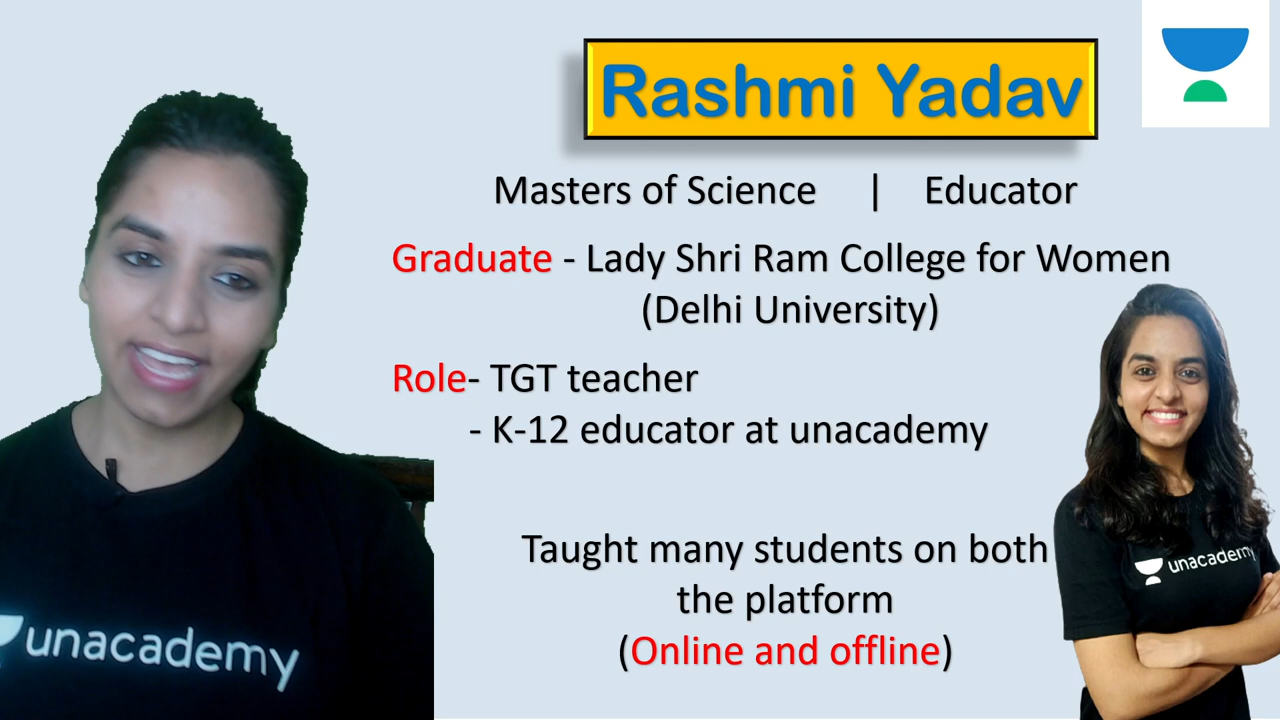 Rashmi Yadav
Masters of Science | Educator
Graduate - Lady Shri Ram College for Women
(Delhi University)
Role- TGT teacher
- K-12 educator at unacademy
Taught many students on both
the platform
(Online and offline)
unacademy
unacademy